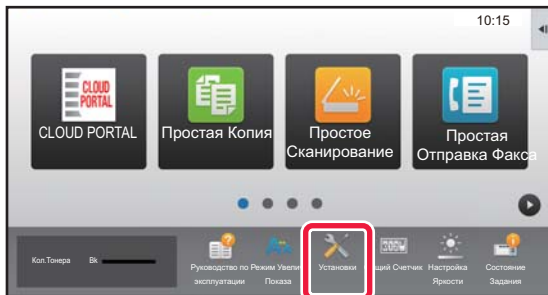 10:15
CLOUD
PORTAL
CLOUD PORTAL
Простая Копия
Простое
Сканирование
Простая
Отправка Факса
Кол.Тонера Bk
Руководство по
эксплуатации
Режим Увели
Показа
Установки
щий Счетчик
Настройка
Яркости
Состояние
Задания